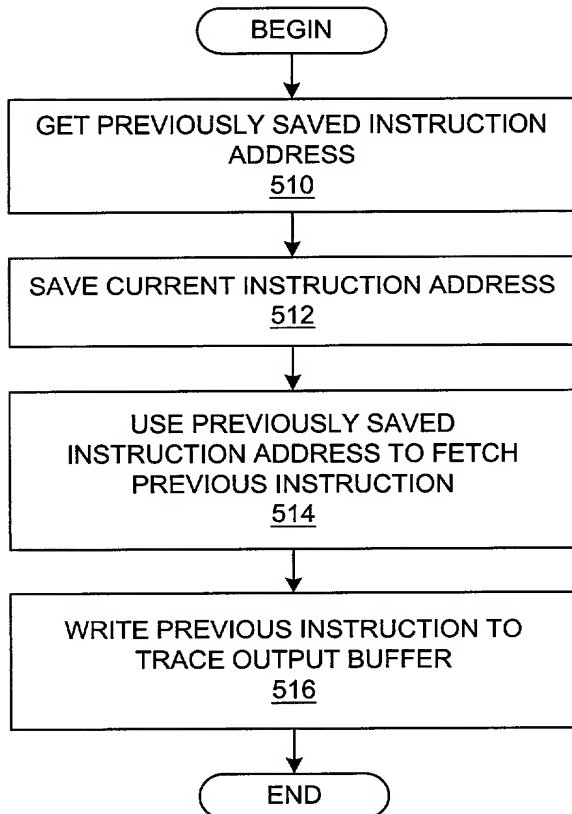 BEGIN
GET PREVIOUSLY SAVED INSTRUCTION
ADDRESS
510
SAVE CURRENT INSTRUCTION ADDRESS
512
USE PREVIOUSLY SAVED
INSTRUCTION ADDRESS TO FETCH
PREVIOUS INSTRUCTION
514
WRITE PREVIOUS INSTRUCTION TO
TRACE OUTPUT BUFFER
516
END